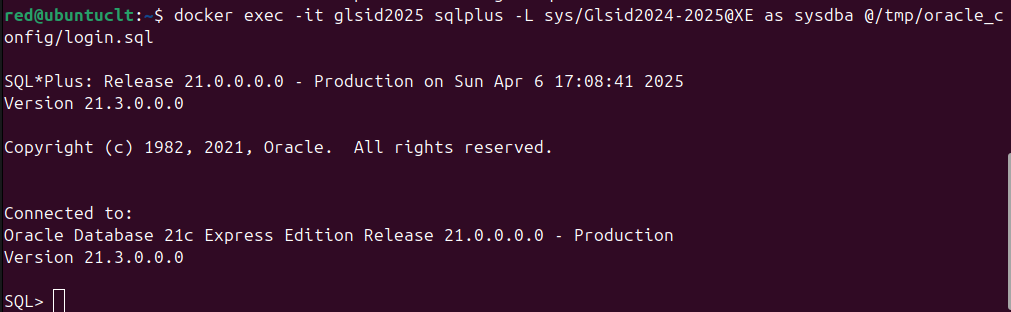 red@ubuntuclt:~$ docker exec -it glsid2025 sqlplus -L sys/Glsid2024-2025@XE as sysdba @/tmp/oracle_c
onfig/login.sql
SQL*Plus: Release 21.0.0.0.0 - Production on Sun Apr 6 17:08:41 2025
Version 21.3.0.0.0
Copyright (c) 1982, 2021, Oracle.  All rights reserved.
Connected to:
Oracle Database 21c Express Edition Release 21.0.0.0.0 - Production
Version 21.3.0.0.0
SQL>